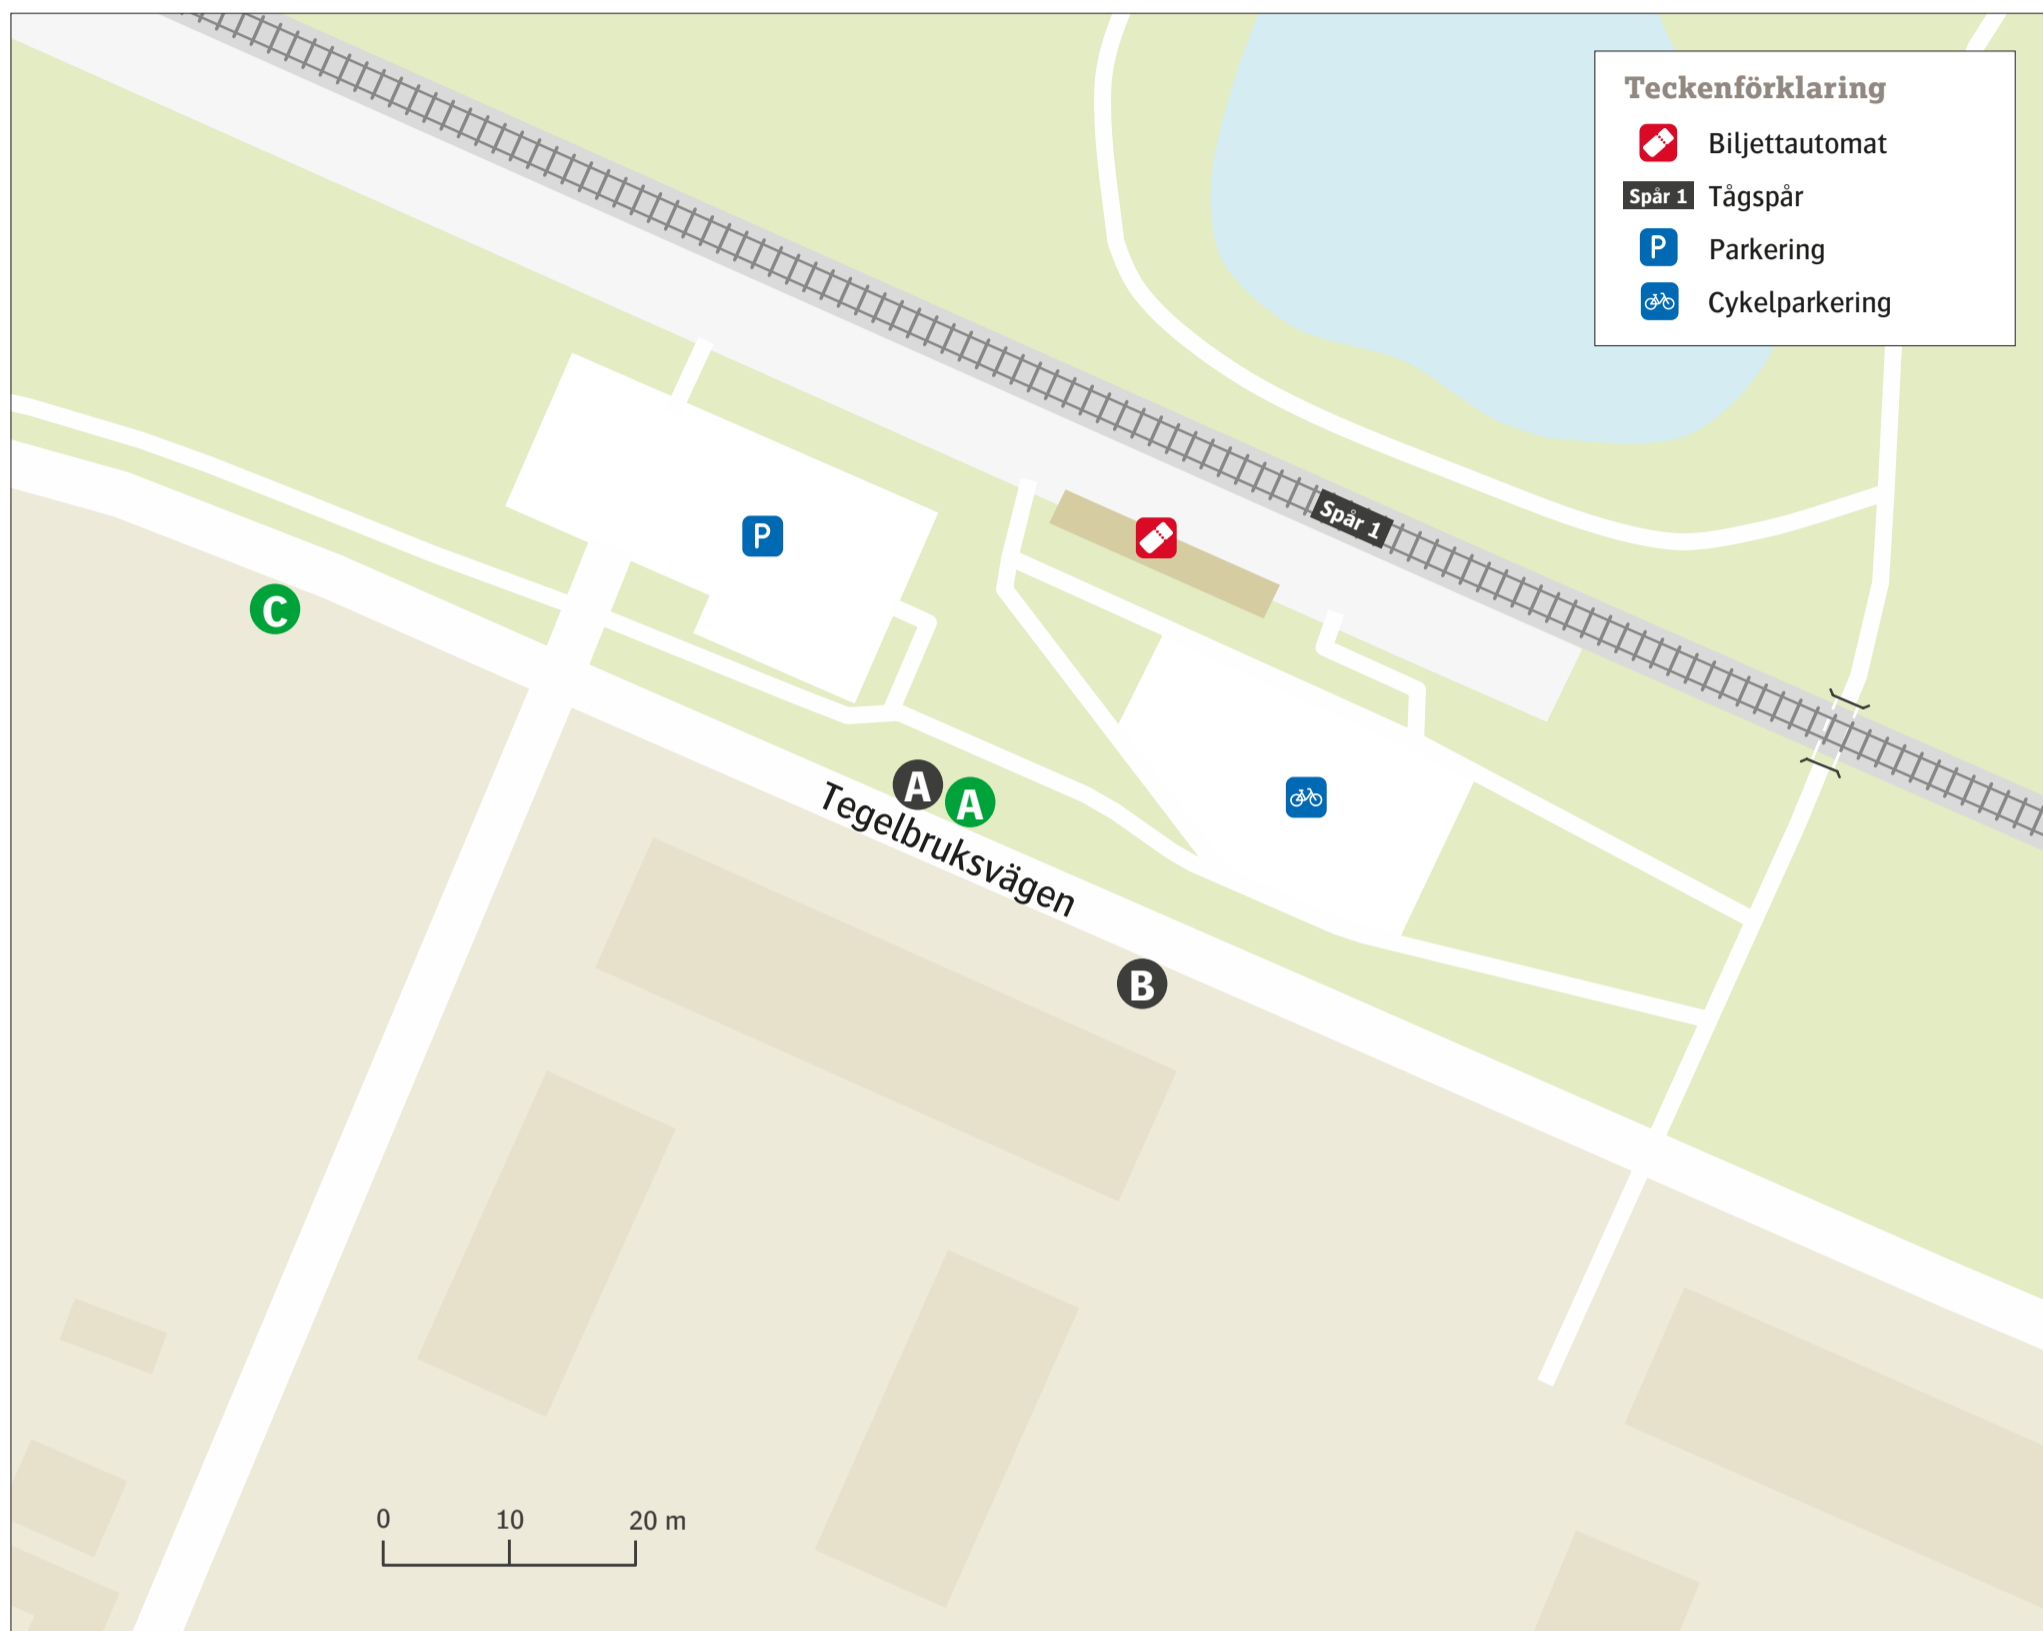 Teckenförklaring
Biljettautomat
Spår 1 Tågspår
P Parkering
Cykelparkering
Spår 1
P
C
A A
Tegelbruksvägen
B
0 10 20 m